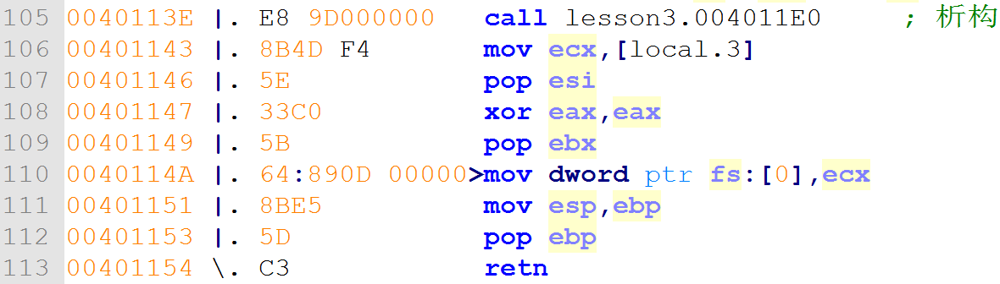 105 0040113E |. E8 9D000000 call lesson3.004011E0 ; 析构
106 00401143 |. 8B4D F4 mov ecx,[local.3]
107 00401146 |. 5E pop esi
108 00401147 |. 33C0 xor eax,eax
109 00401149 |. 5B pop ebx
110 0040114A |. 64:890D 00000>mov dword ptr fs:[0],ecx
111 00401151 |. 8BE5 mov esp,ebp
112 00401153 |. 5D pop ebp
113 00401154 \. C3 retn